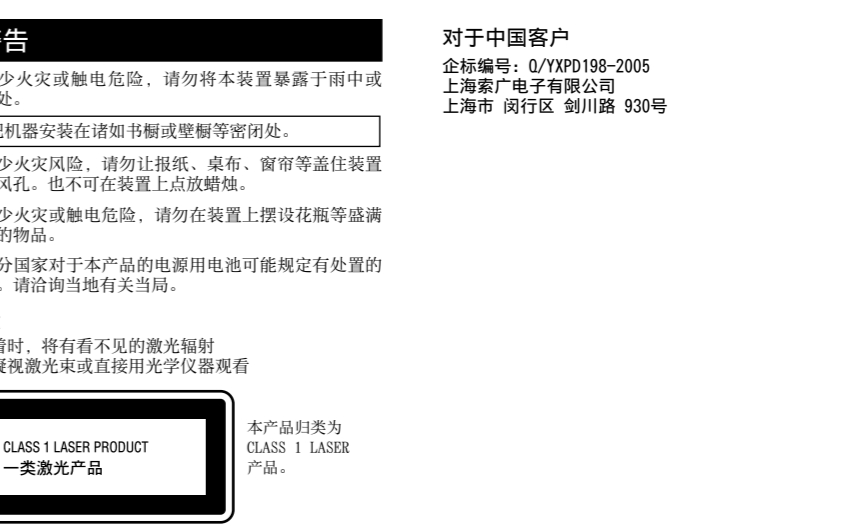 告
少火灾或触电危险，请勿将本装置暴露于雨中或
处。
机器安装在诸如书橱或壁橱等密闭处。
少火灾风险，请勿让报纸、桌布、窗帘等盖住装置
风孔。也不可在装置上点放蜡烛。
少火灾或触电危险，请勿在装置上摆设花瓶等盛满
的物品。
分国家对于本产品的电源用电池可能规定有处置的
。请洽询当地有关当局。
时，将有看不见的激光辐射
视激光束或直接用光学仪器观看
CLASS 1 LASER PRODUCT
一类激光产品
本产品归类为
CLASS 1 LASER
产品。
对于中国客户
企标编号：Q/YXPD198-2005
上海索广电子有限公司
上海市 闵行区 剑川路 930号